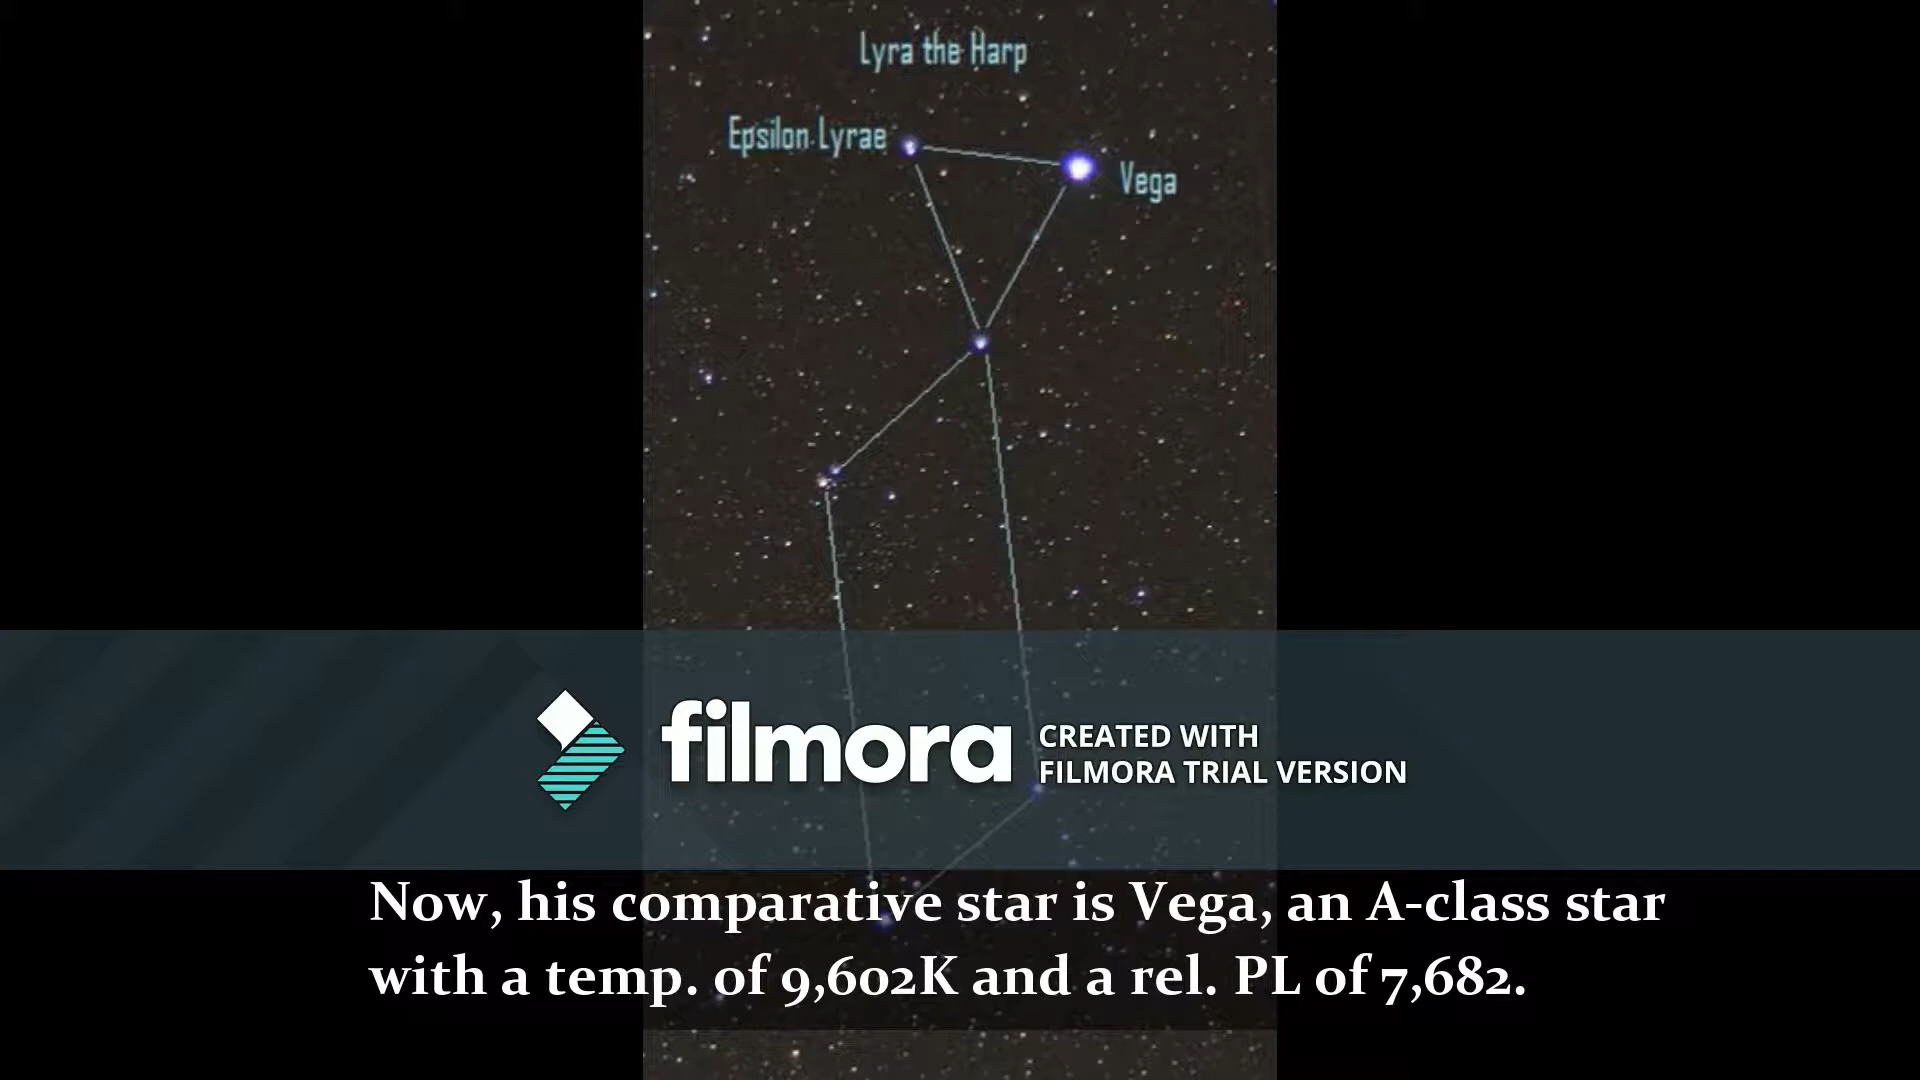 Lyra the Harp
Epsilon Lyrae
Vega
filmora
CREATED WITH
FILMORA TRIAL VERSION
Now, his comparative star is Vega, an A-class star
with a temp. of 9,602K and a rel. PL of 7,682.